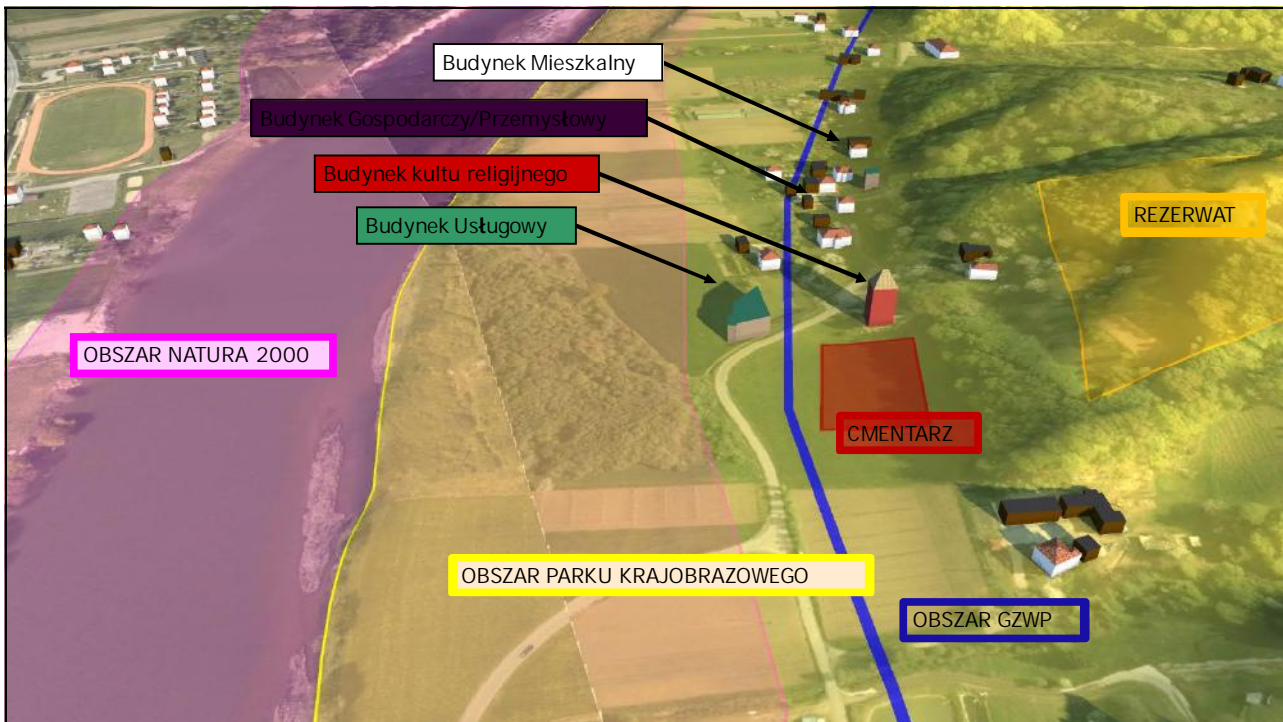 Budynek Mieszkalny
Budynek Gospodarczy/Przemysłowy
Budynek kultu religijnego
Budynek Usługowy
REZERWAT
OBSZAR NATURA 2000
CMENTARZ
OBSZAR PARKU KRAJOBRAZOWEGO
OBSZAR GZWP